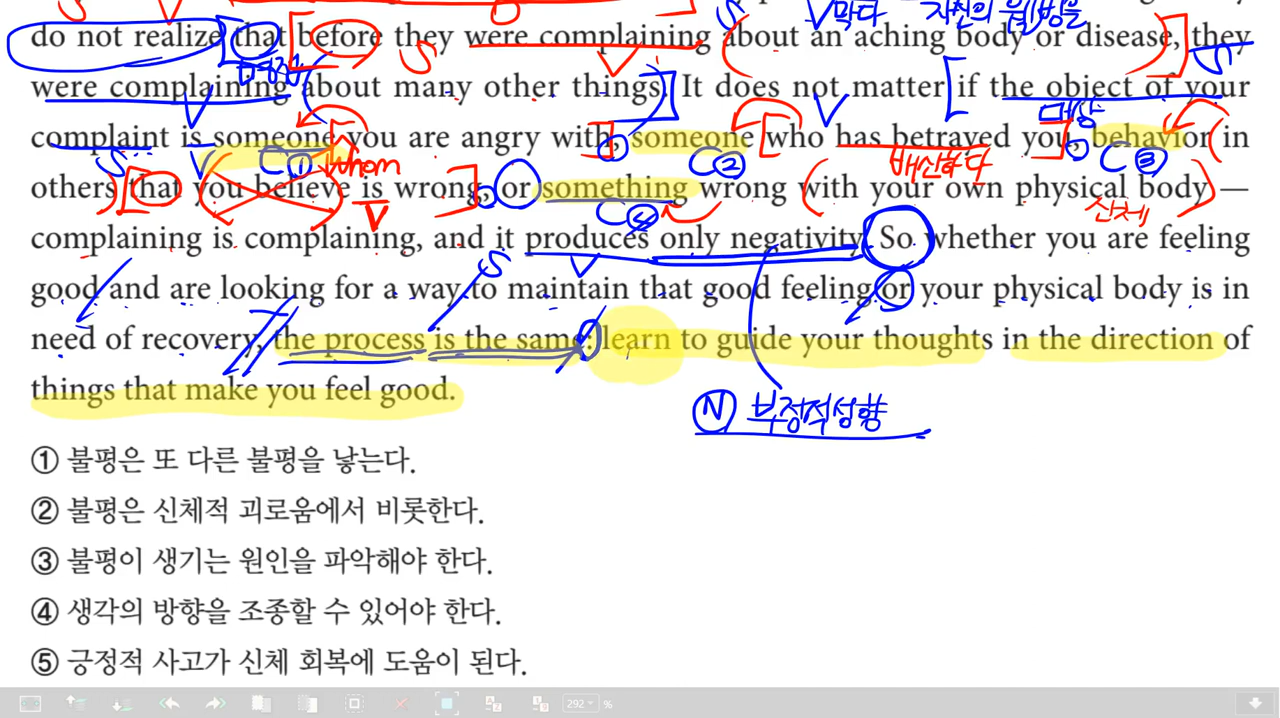 막다 자신의 웰빙을
do not realize that before they were complaining about an aching body or disease, they
S V S
were complaining about many other things. It does not matter if the object of your
V V 대상
complaint is someone you are angry with, someone who has betrayed you, behavior in
S V C① whom C② 배신하다 C③
others that you believe is wrong, or something wrong with your own physical body —
V C④ 신체
complaining is complaining, and it produces only negativity. So whether you are feeling
S V
good and are looking for a way to maintain that good feeling or your physical body is in
need of recovery, the process is the same: learn to guide your thoughts in the direction of
things that make you feel good.
Ⓝ 부정적성향
① 불평은 또 다른 불평을 낳는다.
② 불평은 신체적 괴로움에서 비롯한다.
③ 불평이 생기는 원인을 파악해야 한다.
④ 생각의 방향을 조종할 수 있어야 한다.
⑤ 긍정적 사고가 신체 회복에 도움이 된다.
292 %